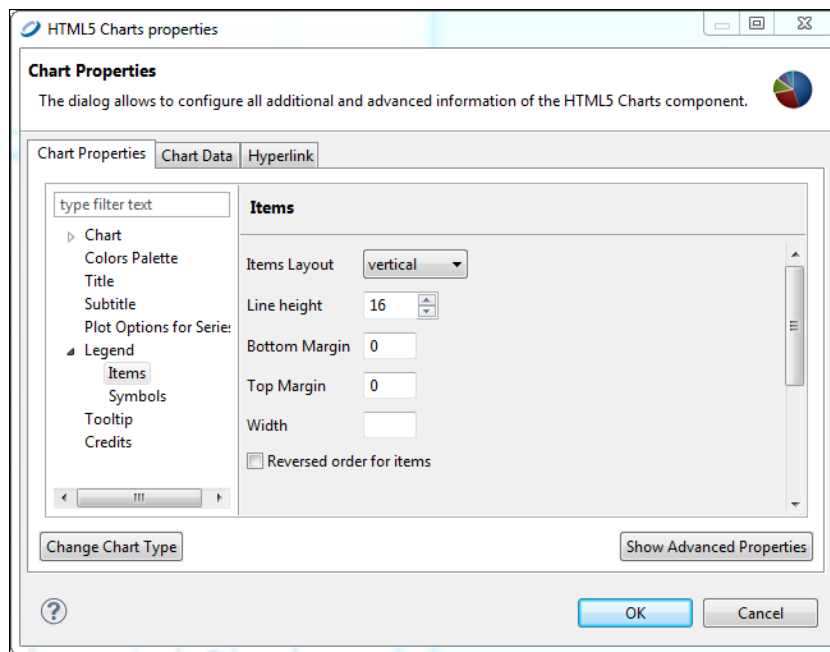 HTML5 Charts properties
Chart Properties
The dialog allows to configure all additional and advanced information of the HTML5 Charts component.
Chart Properties Chart Data Hyperlink
type filter text
Chart
Colors Palette
Title
Subtitle
Plot Options for Series
Legend
Items
Symbols
Tooltip
Credits
Items
Items Layout vertical
Line height 16
Bottom Margin 0
Top Margin 0
Width
Reversed order for items
Change Chart Type Show Advanced Properties
? OK Cancel